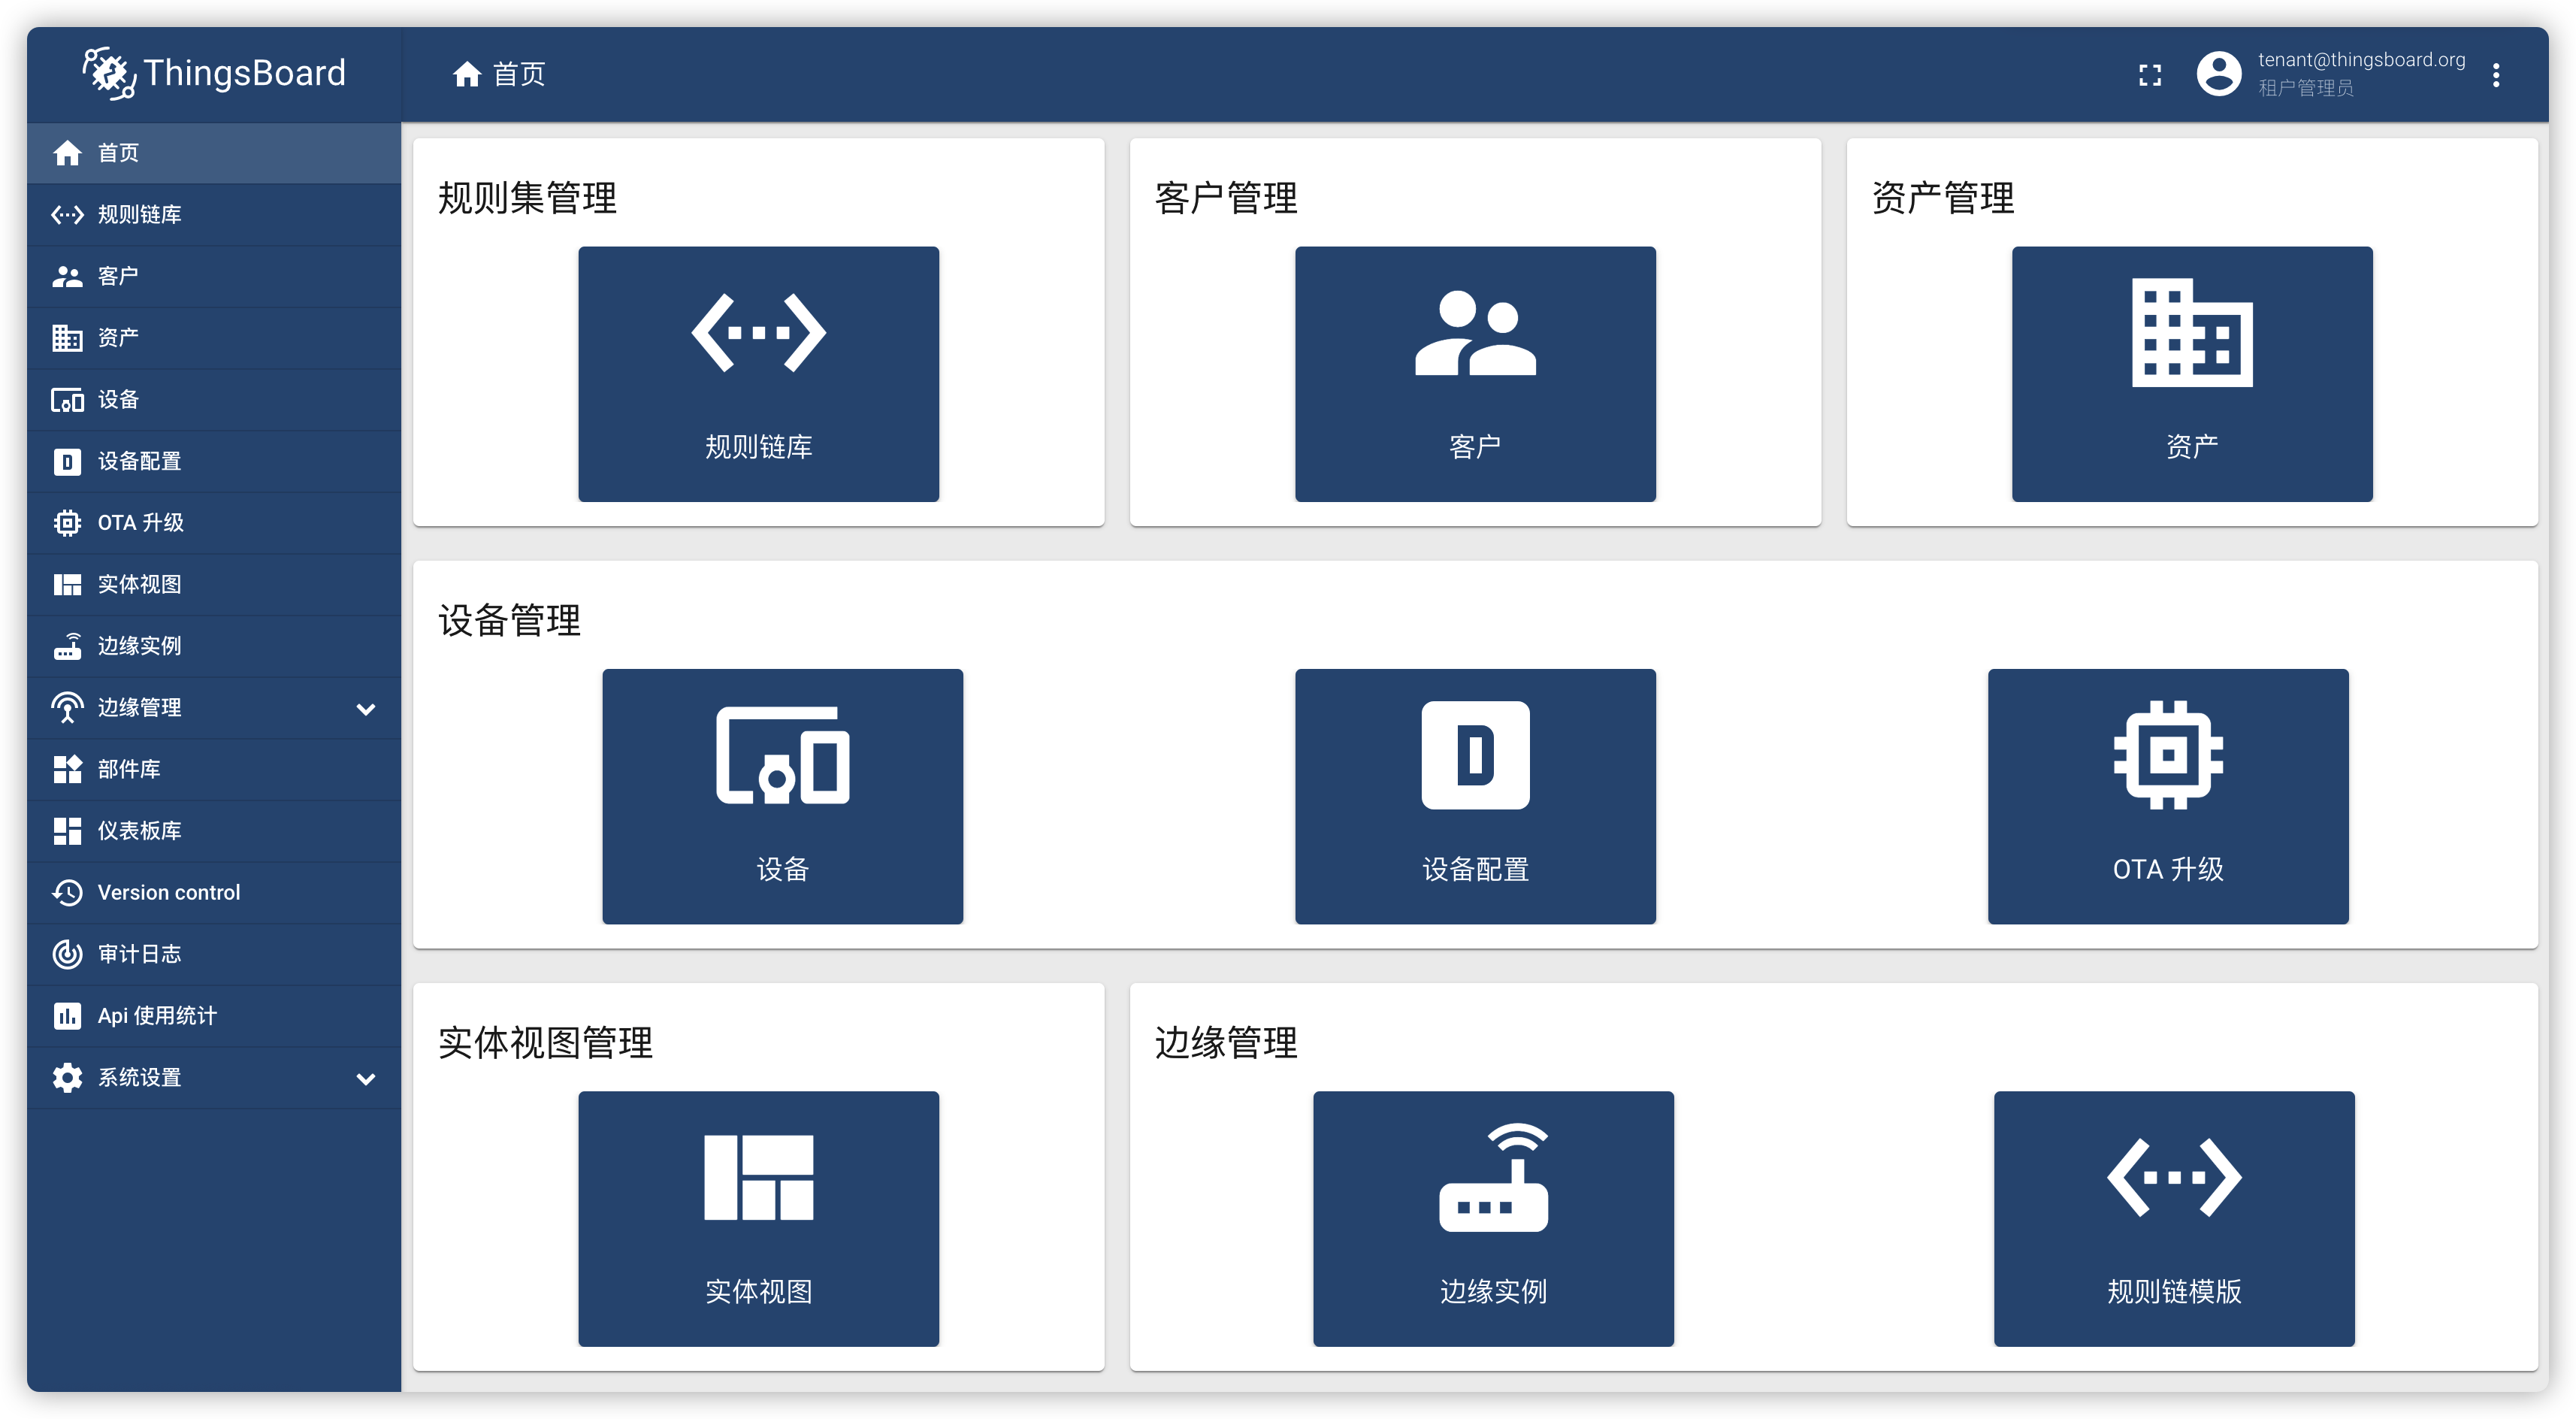 ThingsBoard
首页
tenant@thingsboard.org
租户管理员
首页
规则链库
客户
资产
设备
设备配置
OTA 升级
实体视图
边缘实例
边缘管理
部件库
仪表板库
Version control
审计日志
Api 使用统计
系统设置
规则集管理
规则链库
客户管理
客户
资产管理
资产
设备管理
设备
D
设备配置
OTA 升级
实体视图管理
实体视图
边缘管理
边缘实例
规则链模版